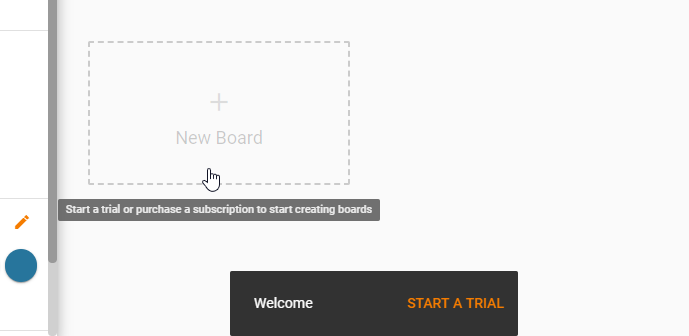 New Board
Start a trial or purchase a subscription to start creating boards
Welcome
START A TRIAL